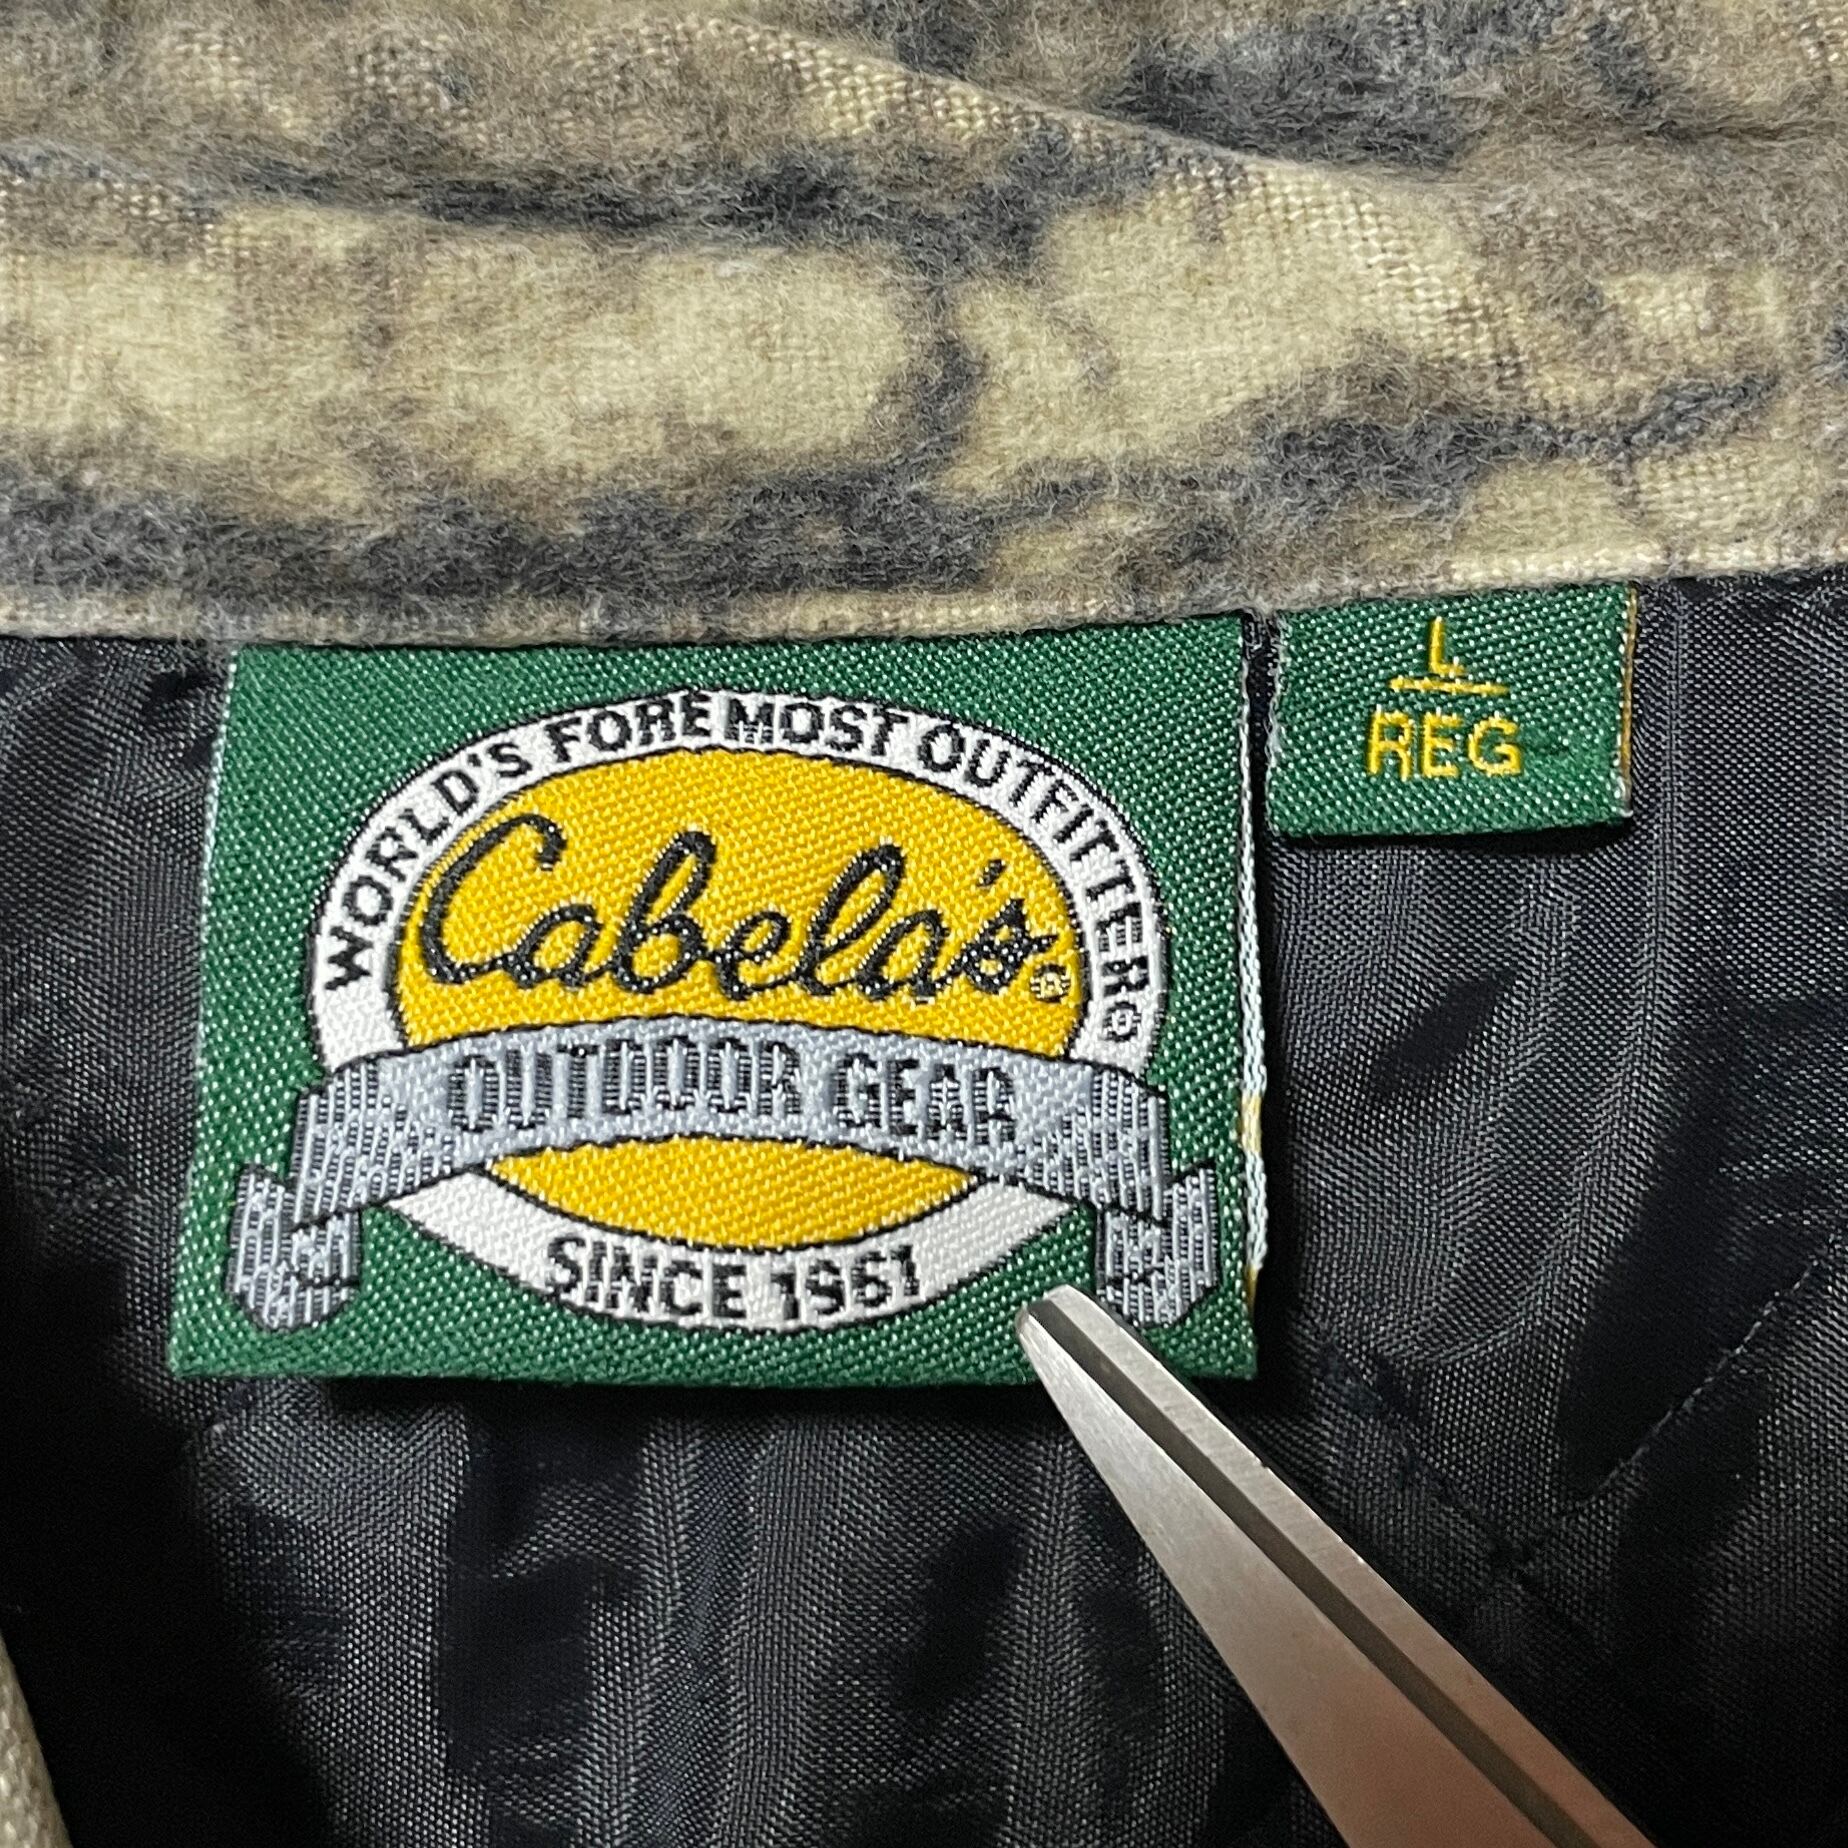 WORLD'S FOREMOST OUTFITTER®
Cabela's®
OUTDOOR GEAR
SINCE 1961
L
REG